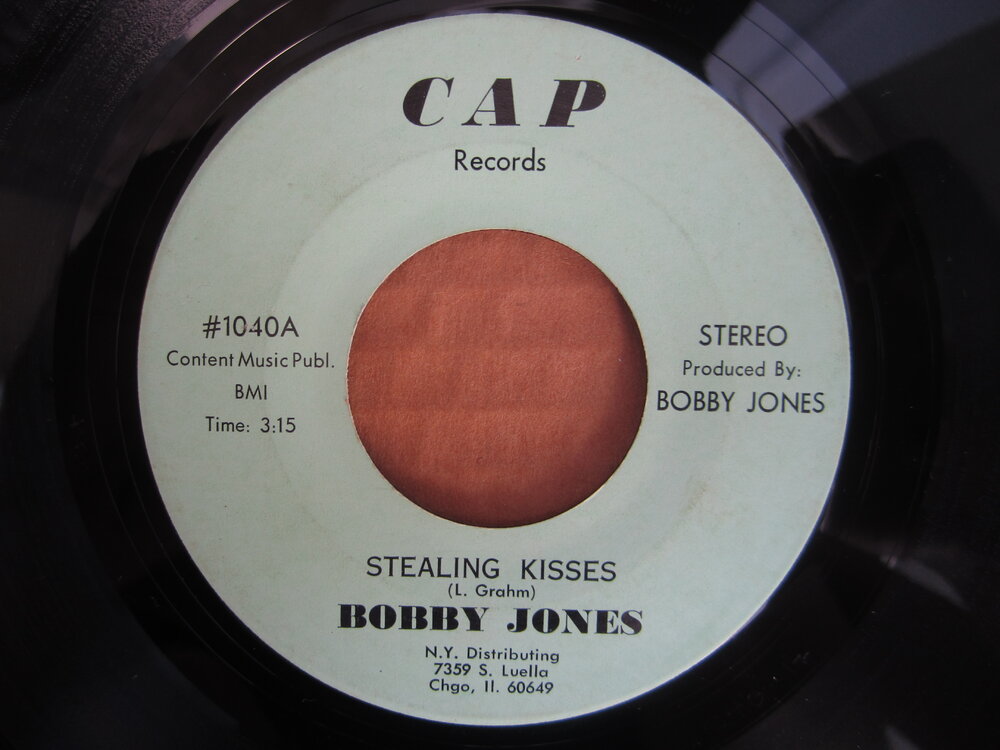 CAP
Records
#1040A
Content Music Publ.
BMI
Time: 3:15
STEREO
Produced By:
BOBBY JONES
STEALING KISSES
(L. Grahm)
BOBBY JONES
N.Y. Distributing
7359 S. Luella
Chgo, Il. 60649